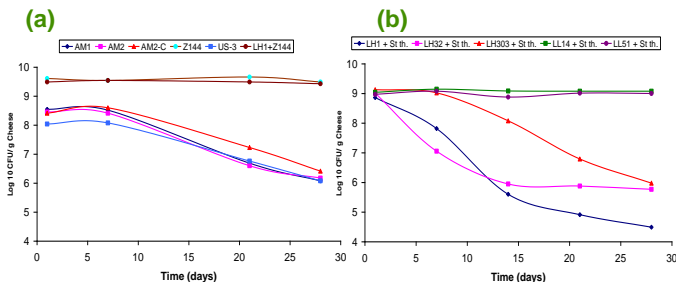 (a)
AM1 AM2 AM2-C Z144 US-3 LH1+Z144
Log 10 CFU/ g Cheese
10
9
8
7
6
5
4
0 5 10 15 20 25 30
Time (days)
(b)
LH1 + St th. LH32 + St th. LH303 + St th. LL14 + St th. LL51 + St th.
Log 10 CFU/ g Cheese
10
9
8
7
6
5
4
0 5 10 15 20 25 30
Time (days)